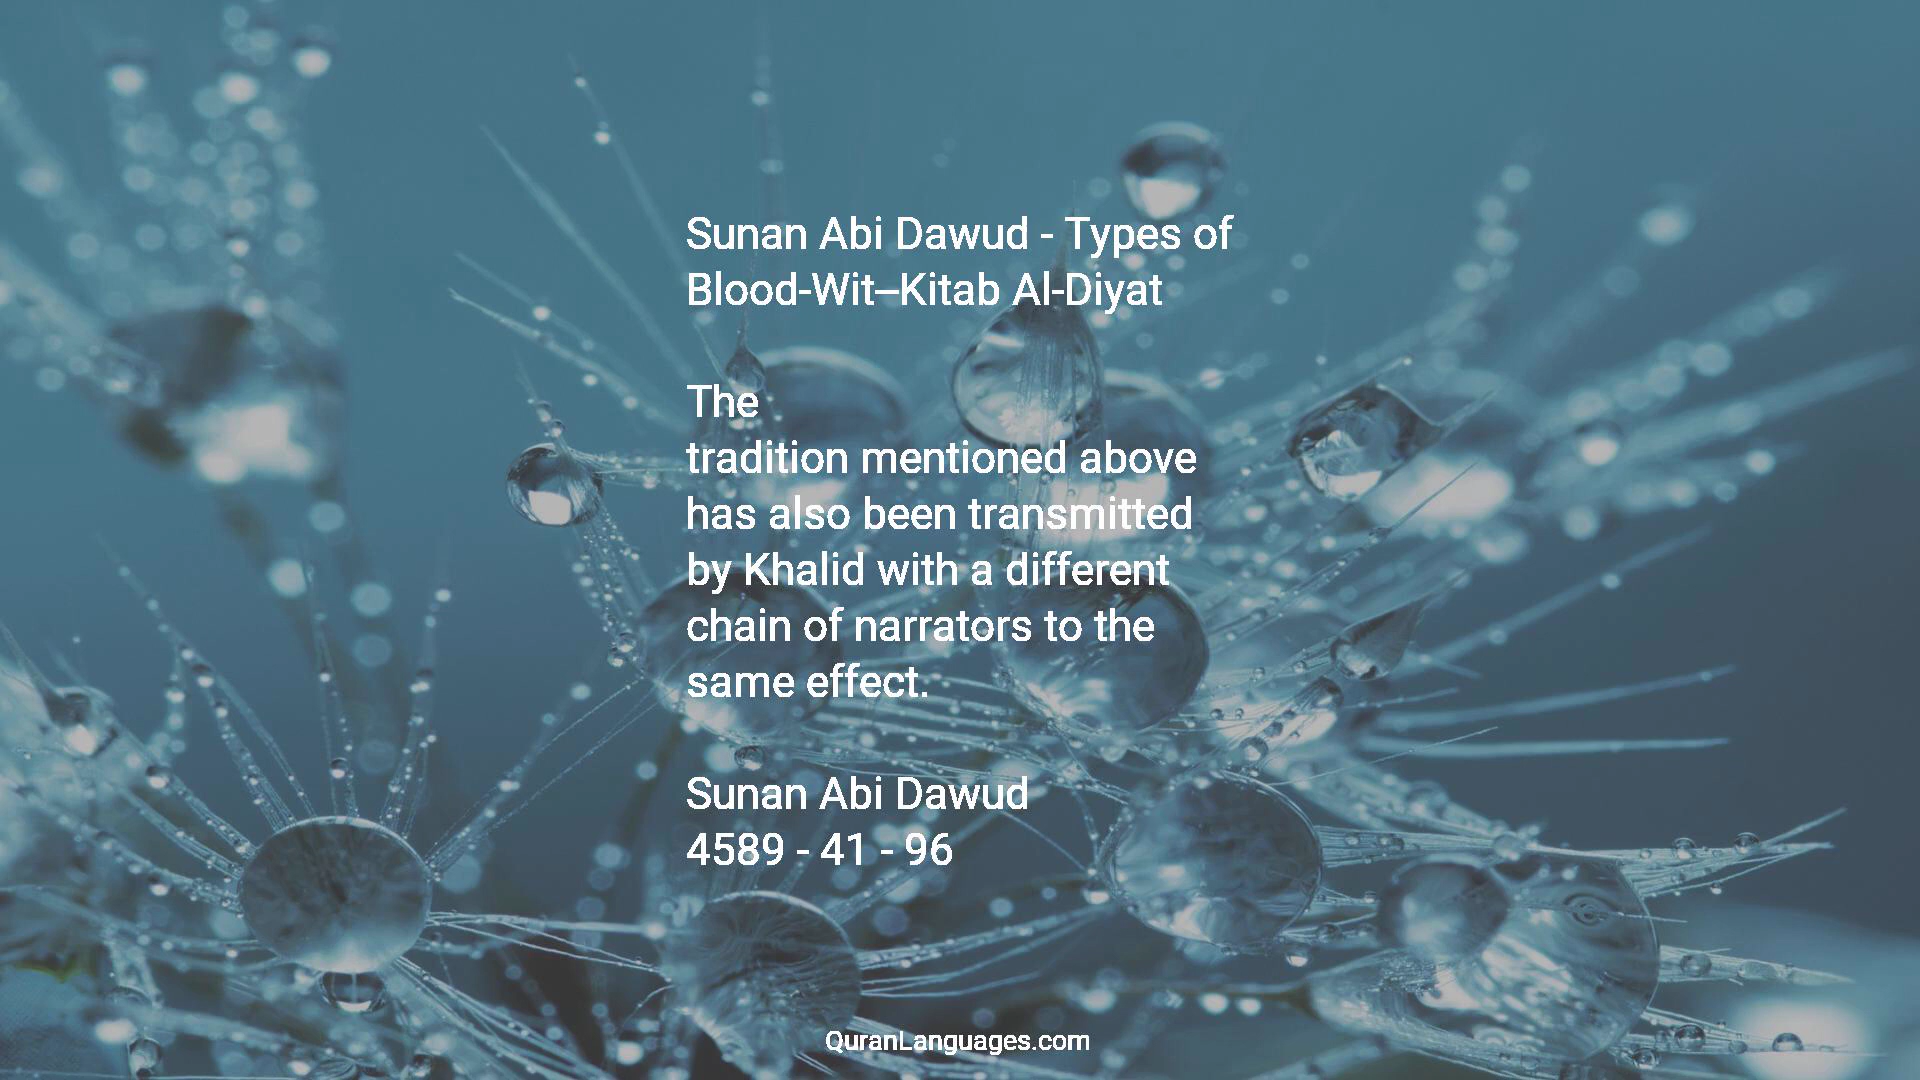 Sunan Abi Dawud - Types of
Blood-Wit–Kitab Al-Diyat
The
tradition mentioned above
has also been transmitted
by Khalid with a different
chain of narrators to the
same effect.
Sunan Abi Dawud
4589 - 41 - 96
QuranLanguages.com